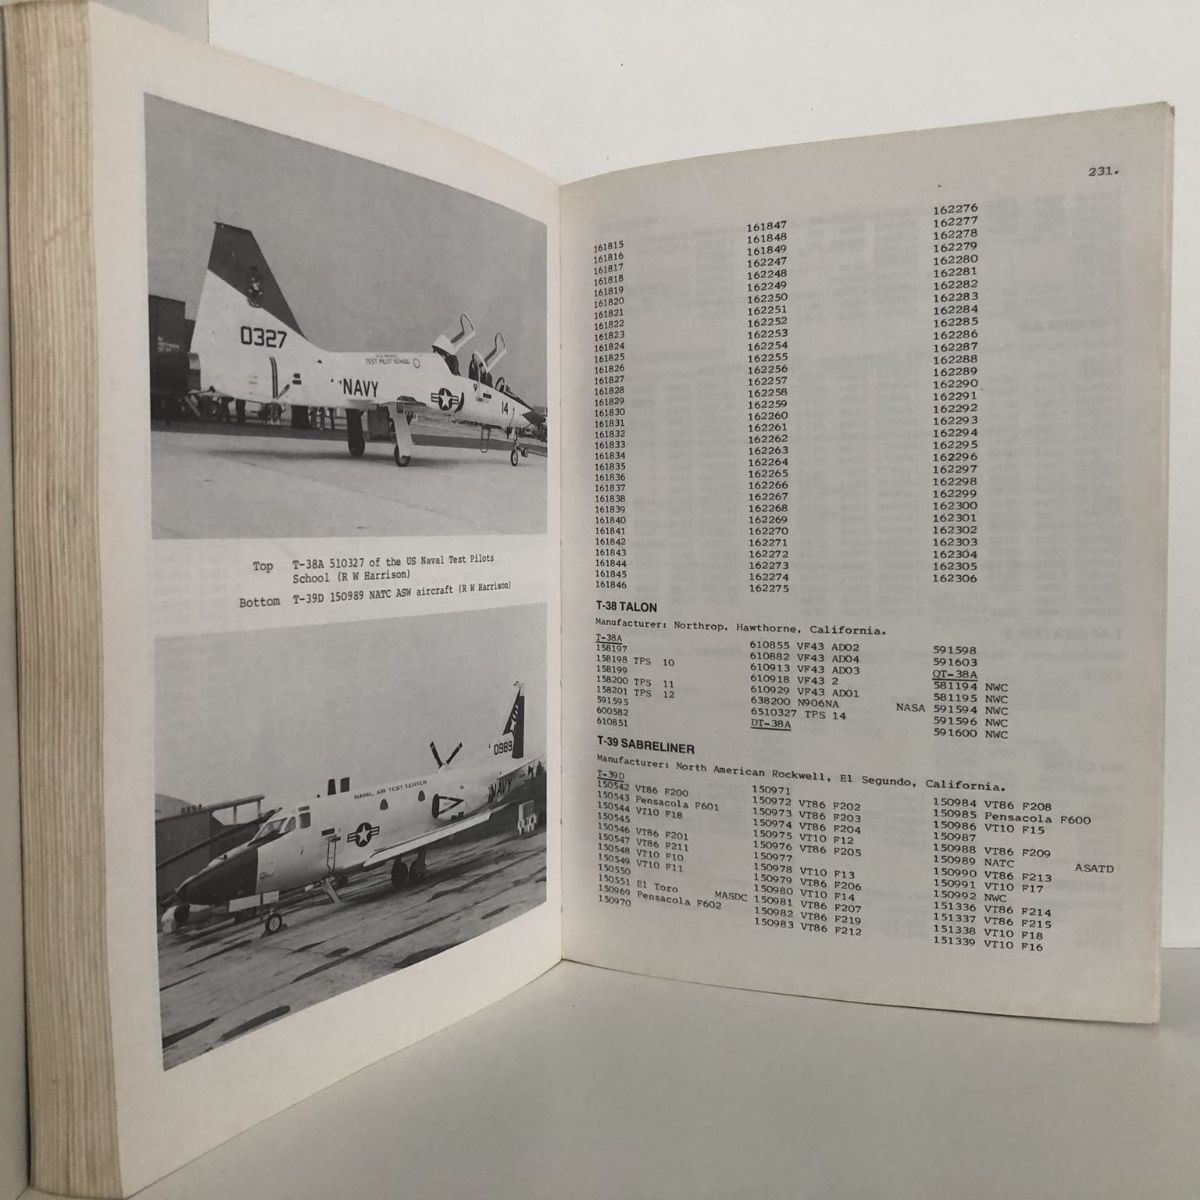 0327
U.S. NAVAL
TEST PILOT SCHOOL
NAVY
14
Top T-38A 510327 of the US Naval Test Pilots
School (R W Harrison)
Bottom T-39D 150989 NATC ASW aircraft (R W Harrison)
0989
NAVAL AIR TEST CENTER
NAVY
231.
161815
161816
161817
161818
161819
161820
161821
161822
161823
161824
161825
161826
161827
161828
161829
161830
161831
161832
161833
161834
161835
161836
161837
161838
161839
161840
161841
161842
161843
161844
161845
161846
161847
161848
161849
162247
162248
162249
162250
162251
162252
162253
162254
162255
162256
162257
162258
162259
162260
162261
162262
162263
162264
162265
162266
162267
162268
162269
162270
162271
162272
162273
162274
162275
162276
162277
162278
162279
162280
162281
162282
162283
162284
162285
162286
162287
162288
162289
162290
162291
162292
162293
162294
162295
162296
162297
162298
162299
162300
162301
162302
162303
162304
162305
162306
T-38 TALON
Manufacturer: Northrop, Hawthorne, California.
T-38A
158197
158198 TPS 10
158199
158200 TPS 11
158201 TPS 12
591595
600582
610851
610855 VF43 AD02
610882 VF43 AD04
610913 VF43 AD03
610918 VF43 2
610929 VF43 AD01
638200 N906NA NASA
6510327 TPS 14
DT-38A
591598
591603
QT-38A
581194 NWC
581195 NWC
591594 NWC
591596 NWC
591600 NWC
T-39 SABRELINER
Manufacturer: North American Rockwell, El Segundo, California.
T-39D
150542 VT86 F200
150543 Pensacola F601
150544 VT10 F18
150545
150546 VT86 F201
150547 VT86 F211
150548 VT10 F10
150549 VT10 F11
150550
150551 El Toro MASDC
150969 Pensacola F602
150970
150971
150972 VT86 F202
150973 VT86 F203
150974 VT86 F204
150975 VT10 F12
150976 VT86 F205
150977
150978 VT10 F13
150979 VT86 F206
150980 VT10 F14
150981 VT86 F207
150982 VT86 F219
150983 VT86 F212
150984 VT86 F208
150985 Pensacola F600
150986 VT10 F15
150987
150988 VT86 F209
150989 NATC ASATD
150990 VT86 F213
150991 VT10 F17
150992 NWC
151336 VT86 F214
151337 VT86 F215
151338 VT10 F18
151339 VT10 F16